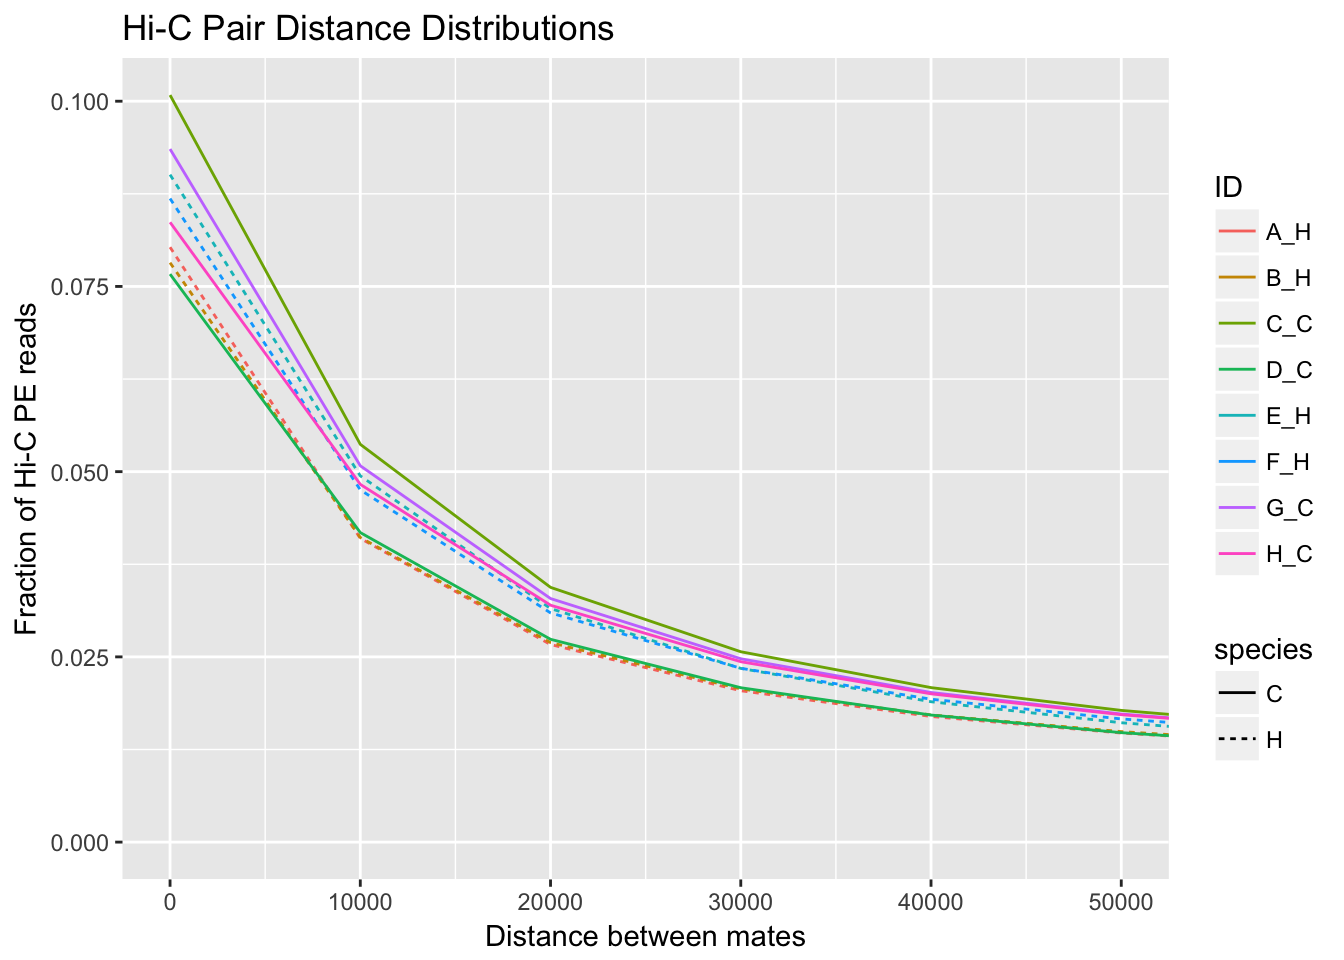 Hi-C Pair Distance Distributions
Fraction of Hi-C PE reads
0.100
0.075
0.050
0.025
0.000
0 10000 20000 30000 40000 50000
Distance between mates
ID
A_H
B_H
C_C
D_C
E_H
F_H
G_C
H_C
species
C
H